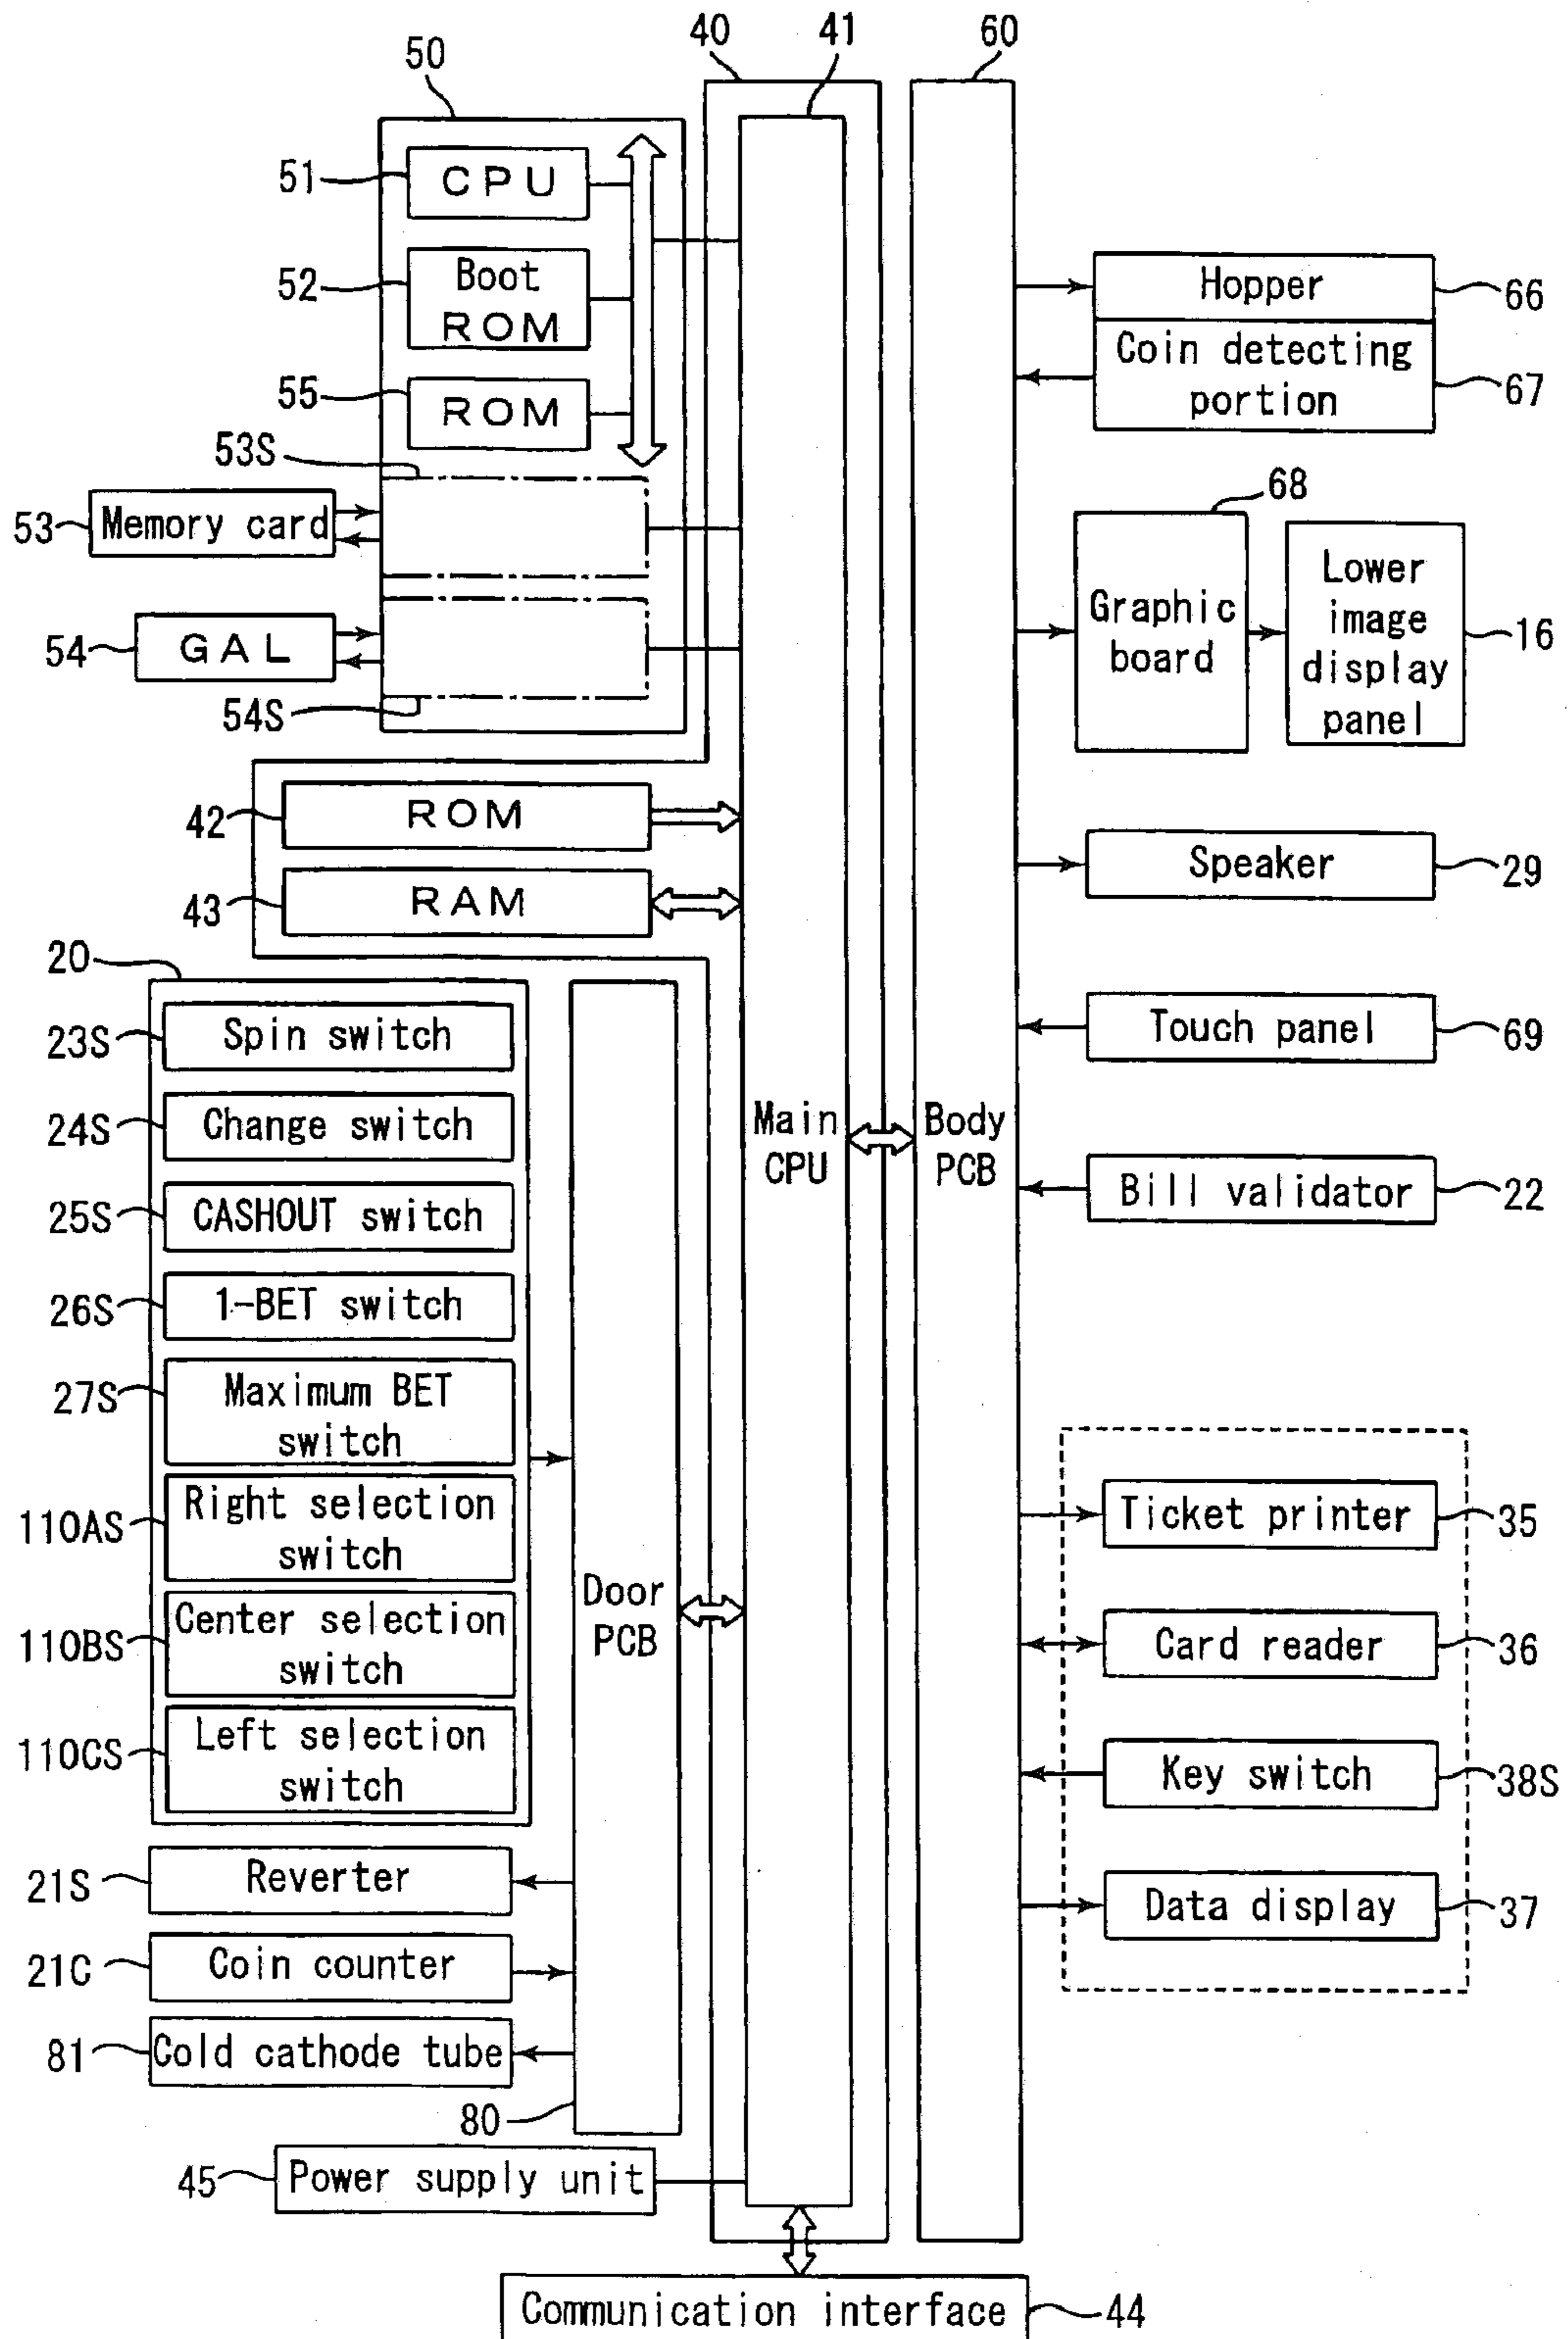 40
41
60
50
51
CPU
52
Boot
ROM
55
ROM
53S
53
Memory card
54
GAL
54S
42
ROM
43
RAM
20
23S
Spin switch
24S
Change switch
25S
CASHOUT switch
26S
1-BET switch
27S
Maximum BET
switch
110AS
Right selection
switch
110BS
Center selection
switch
110CS
Left selection
switch
21S
Reverter
21C
Coin counter
81
Cold cathode tube
80
45
Power supply unit
Door
PCB
Main
CPU
Body
PCB
Hopper
66
Coin detecting
portion
67
68
Graphic
board
Lower
image
display
panel
16
Speaker
29
Touch panel
69
Bill validator
22
Ticket printer
35
Card reader
36
Key switch
38S
Data display
37
Communication interface
44